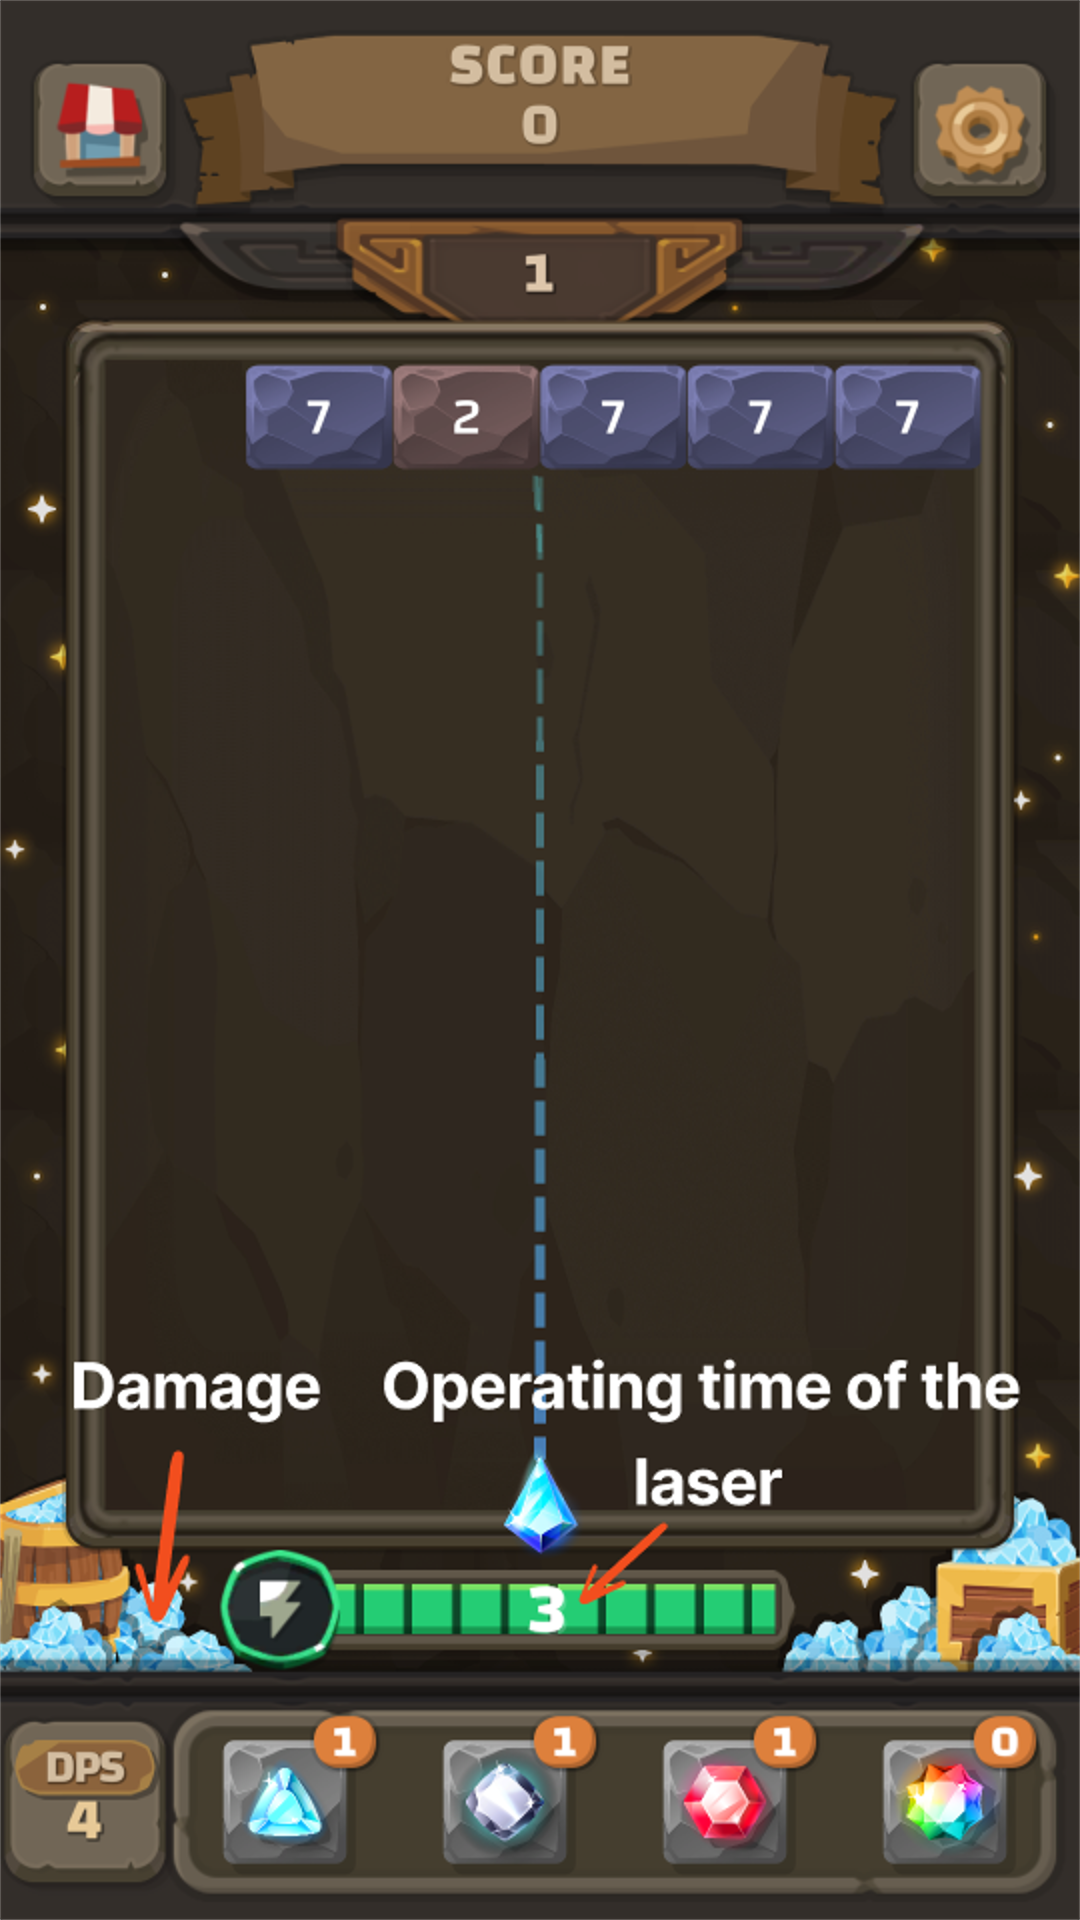 SCORE
0
1
7 2 7 7 7
Damage
Operating time of the
laser
3
1 1 1 0
DPS
4